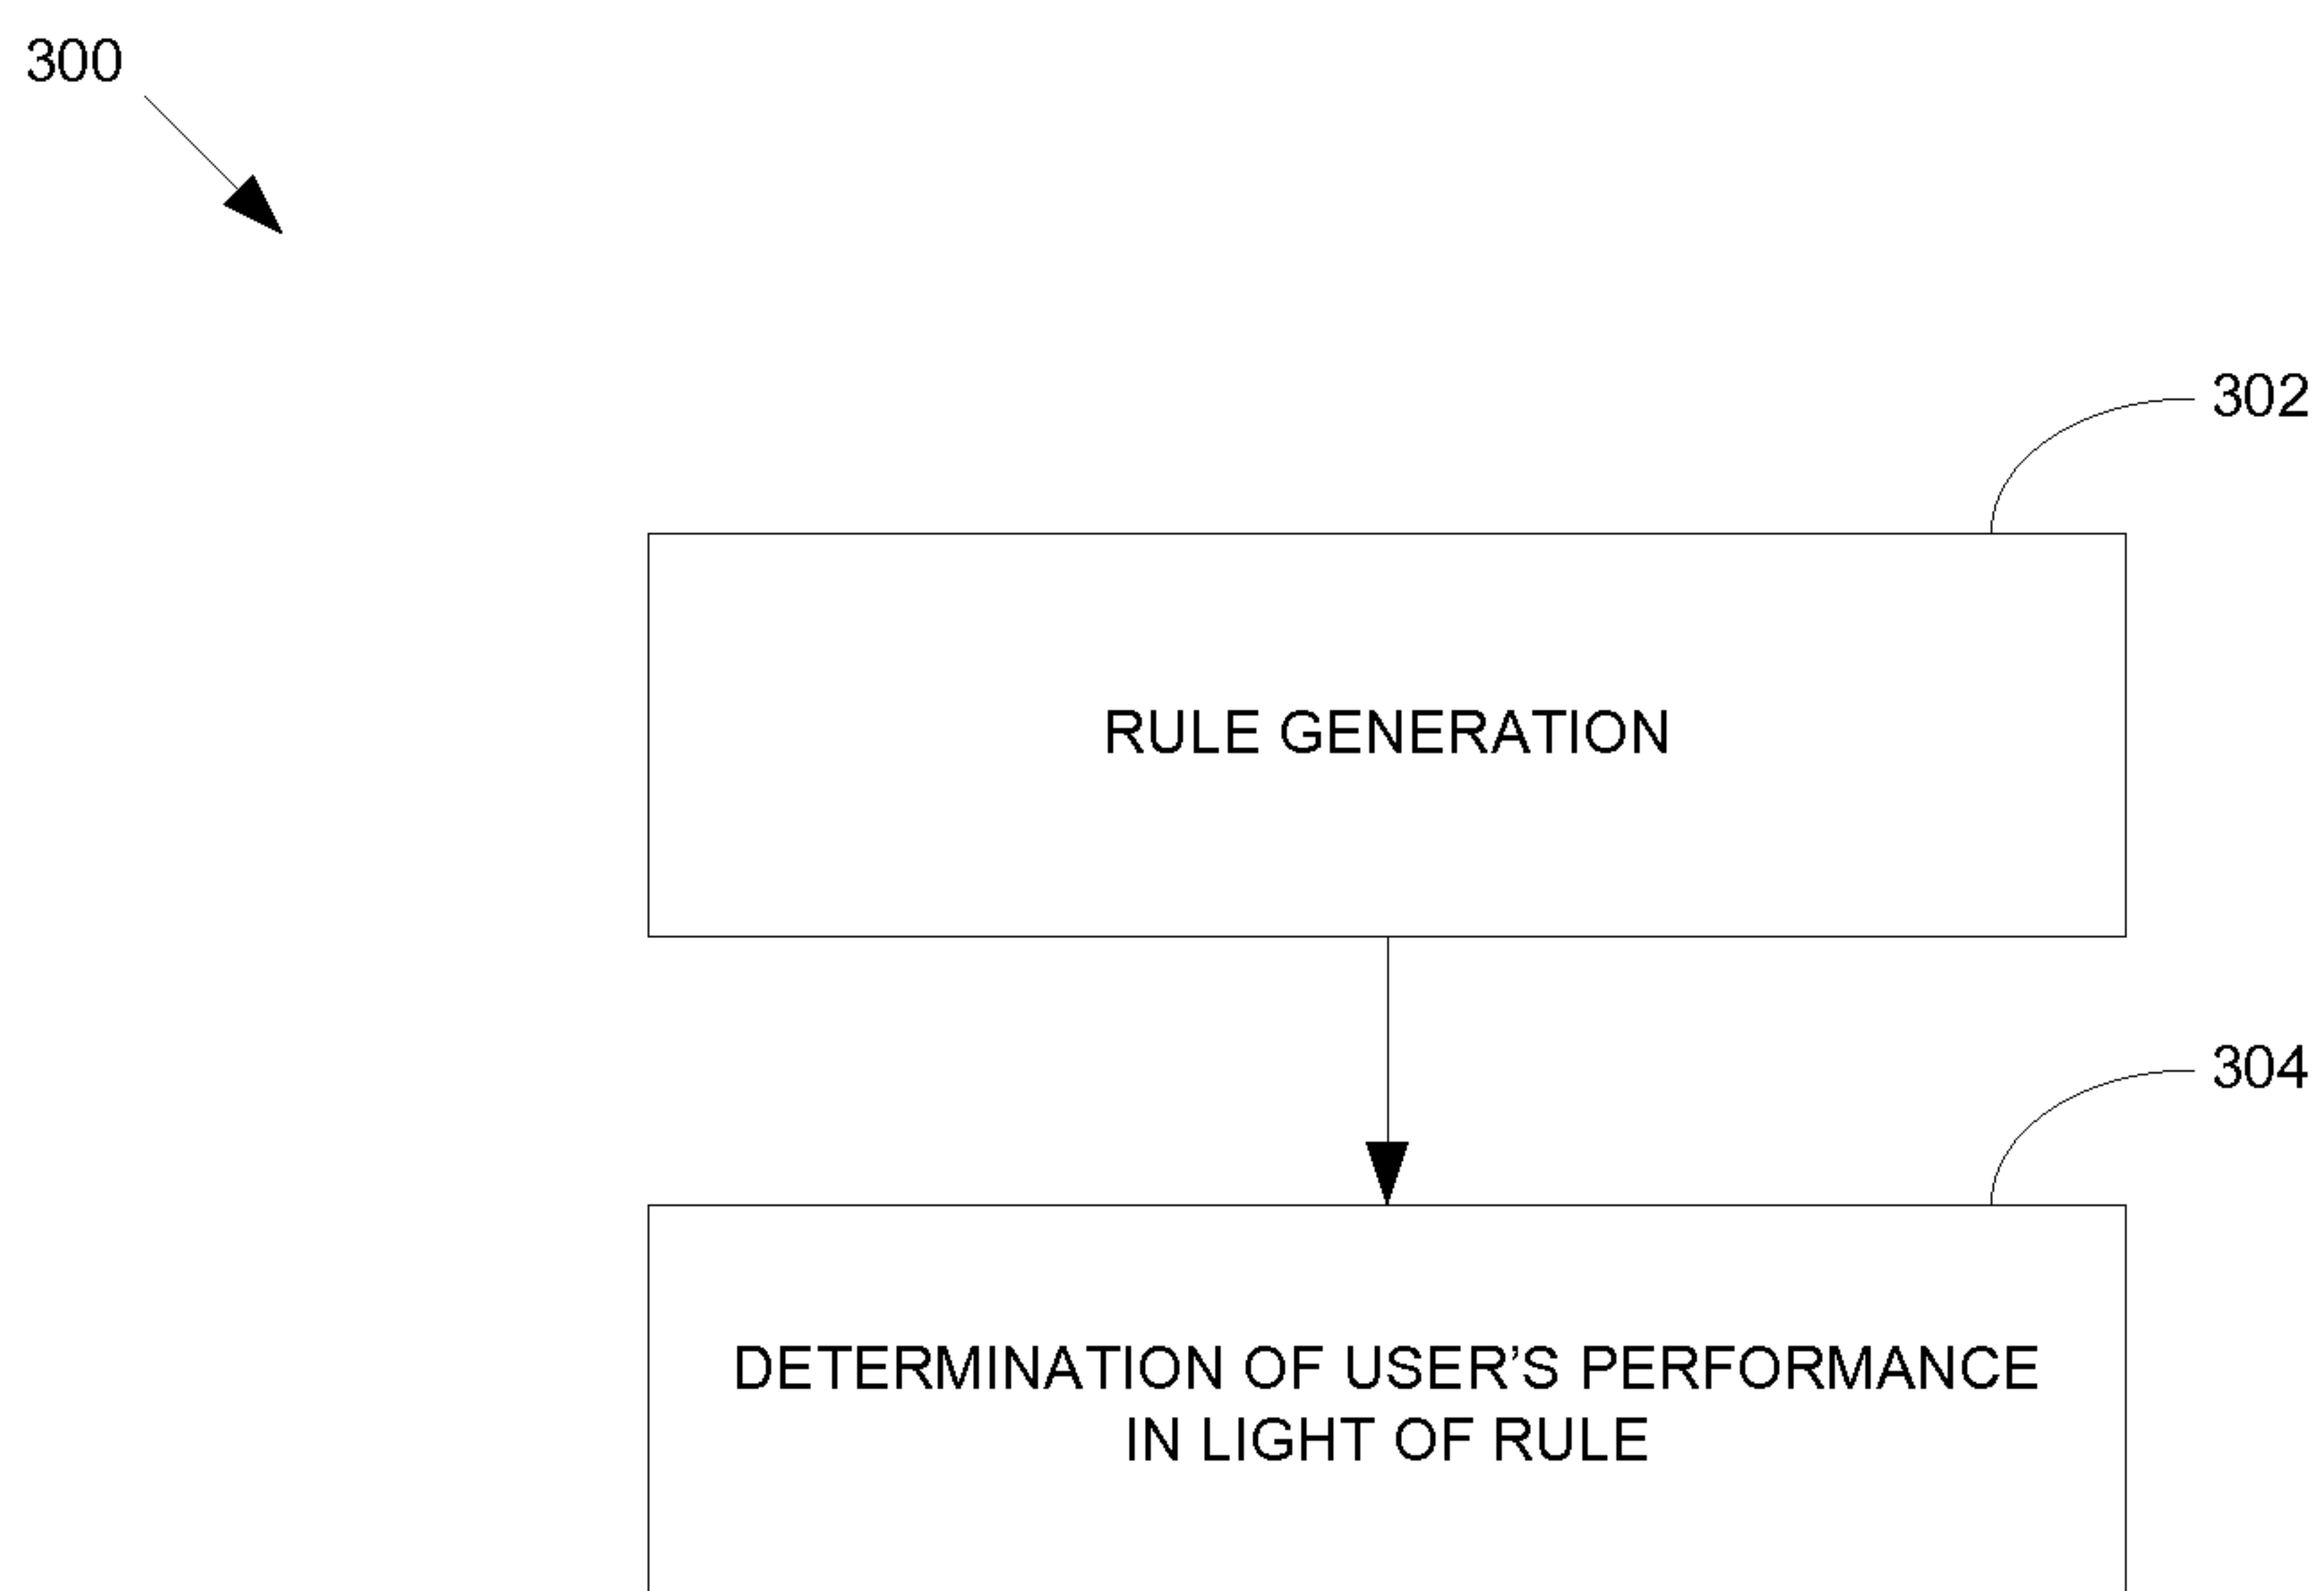 300
302
RULE GENERATION
304
DETERMINATION OF USER’S PERFORMANCE
IN LIGHT OF RULE